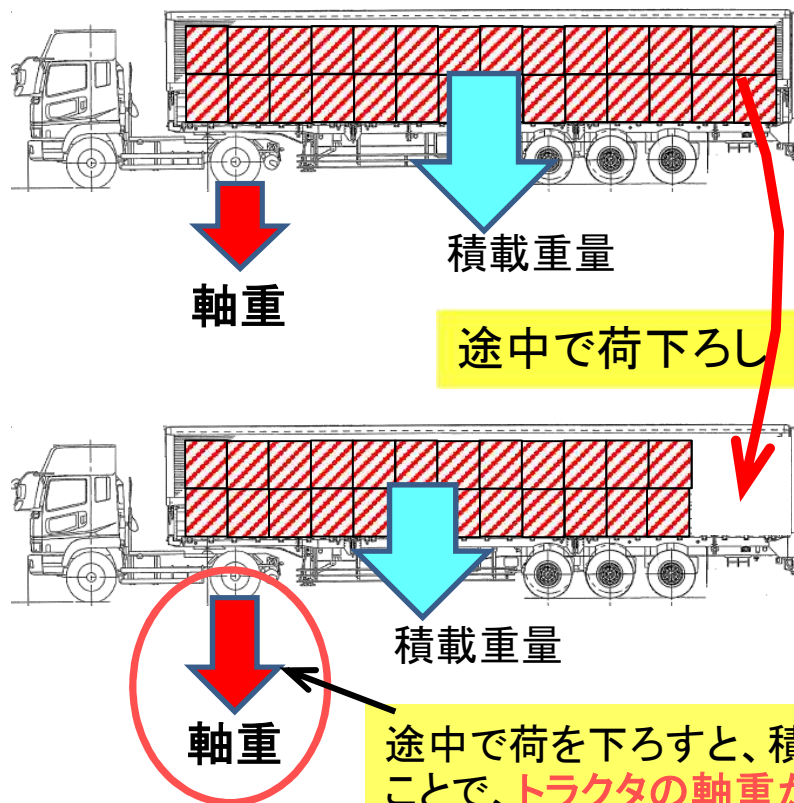 積載重量
軸重
途中で荷下ろし
積載重量
軸重
途中で荷を下ろすと、積
ことで、トラクタの軸重が